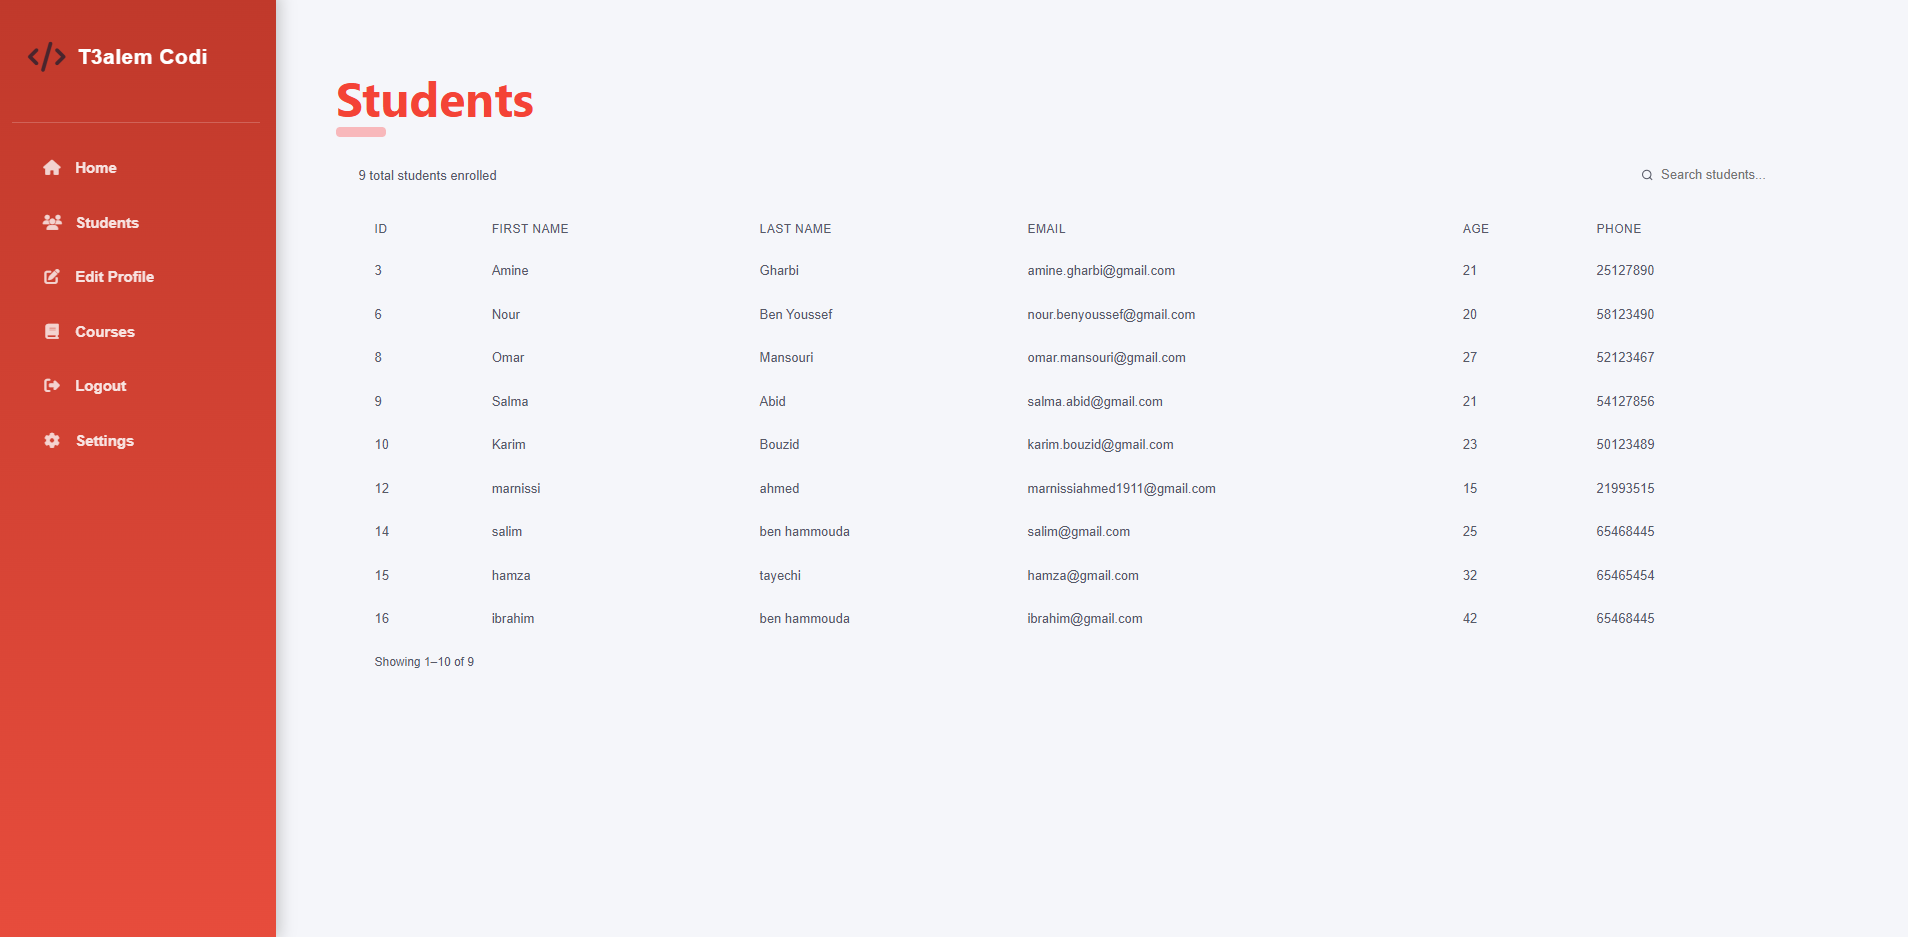 T3alem Codi
Home
Students
Edit Profile
Courses
Logout
Settings
Students
9 total students enrolled
Search students...
ID FIRST NAME LAST NAME EMAIL AGE PHONE
3 Amine Gharbi amine.gharbi@gmail.com 21 25127890
6 Nour Ben Youssef nour.benyoussef@gmail.com 20 58123490
8 Omar Mansouri omar.mansouri@gmail.com 27 52123467
9 Salma Abid salma.abid@gmail.com 21 54127856
10 Karim Bouzid karim.bouzid@gmail.com 23 50123489
12 marnissi ahmed marnissiahmed1911@gmail.com 15 21993515
14 salim ben hammouda salim@gmail.com 25 65468445
15 hamza tayechi hamza@gmail.com 32 65465454
16 ibrahim ben hammouda ibrahim@gmail.com 42 65468445
Showing 1–10 of 9